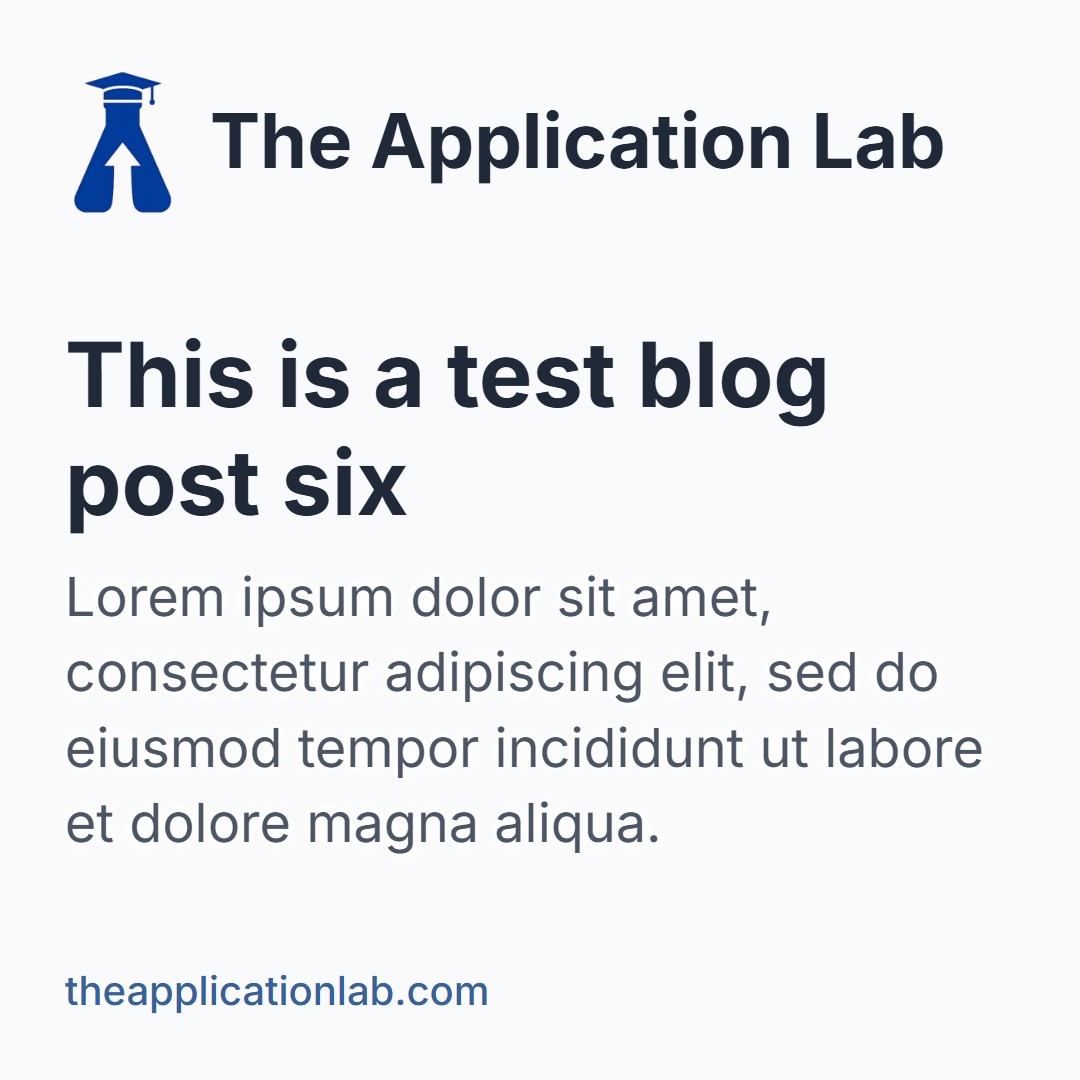 The Application Lab
This is a test blog
post six
Lorem ipsum dolor sit amet,
consectetur adipiscing elit, sed do
eiusmod tempor incididunt ut labore
et dolore magna aliqua.
theapplicationlab.com